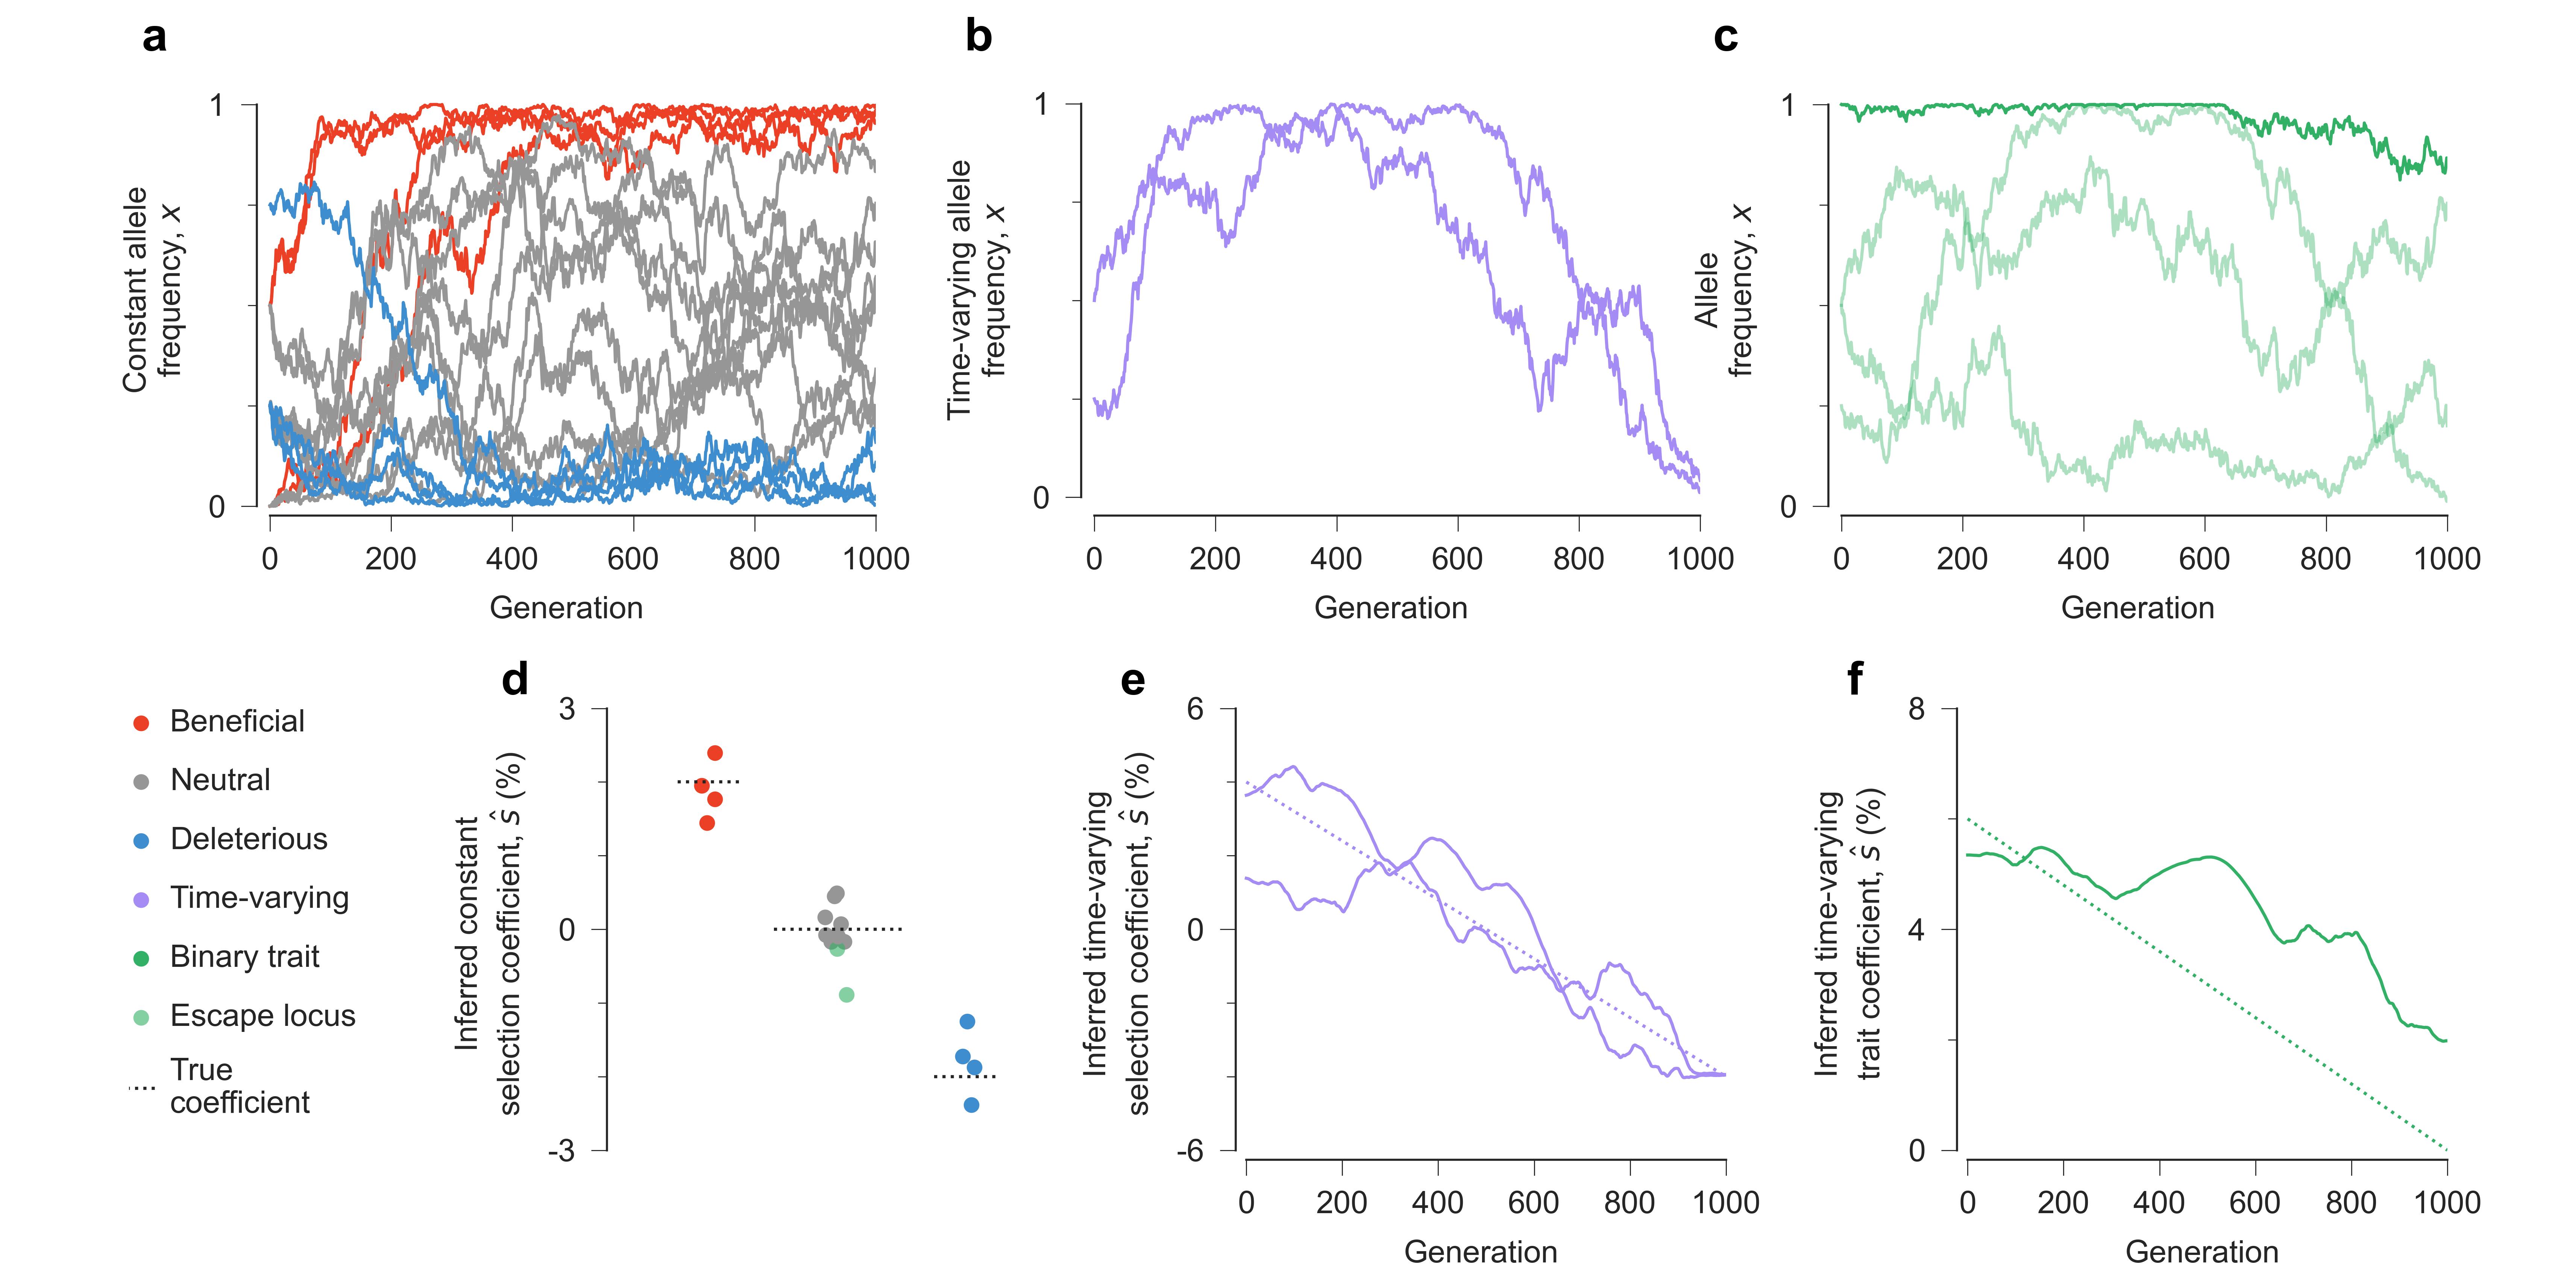 a
b
c
1
0
Constant allele
frequency, x
0 200 400 600 800 1000
Generation
1
0
Time-varying allele
frequency, x
0 200 400 600 800 1000
Generation
1
0
Allele
frequency, x
0 200 400 600 800 1000
Generation
Beneficial
Neutral
Deleterious
Time-varying
Binary trait
Escape locus
True
coefficient
d
3
0
-3
Inferred constant
selection coefficient, ŝ (%)
e
6
0
-6
Inferred time-varying
selection coefficient, ŝ (%)
0 200 400 600 800 1000
Generation
f
8
4
0
Inferred time-varying
trait coefficient, ŝ (%)
0 200 400 600 800 1000
Generation